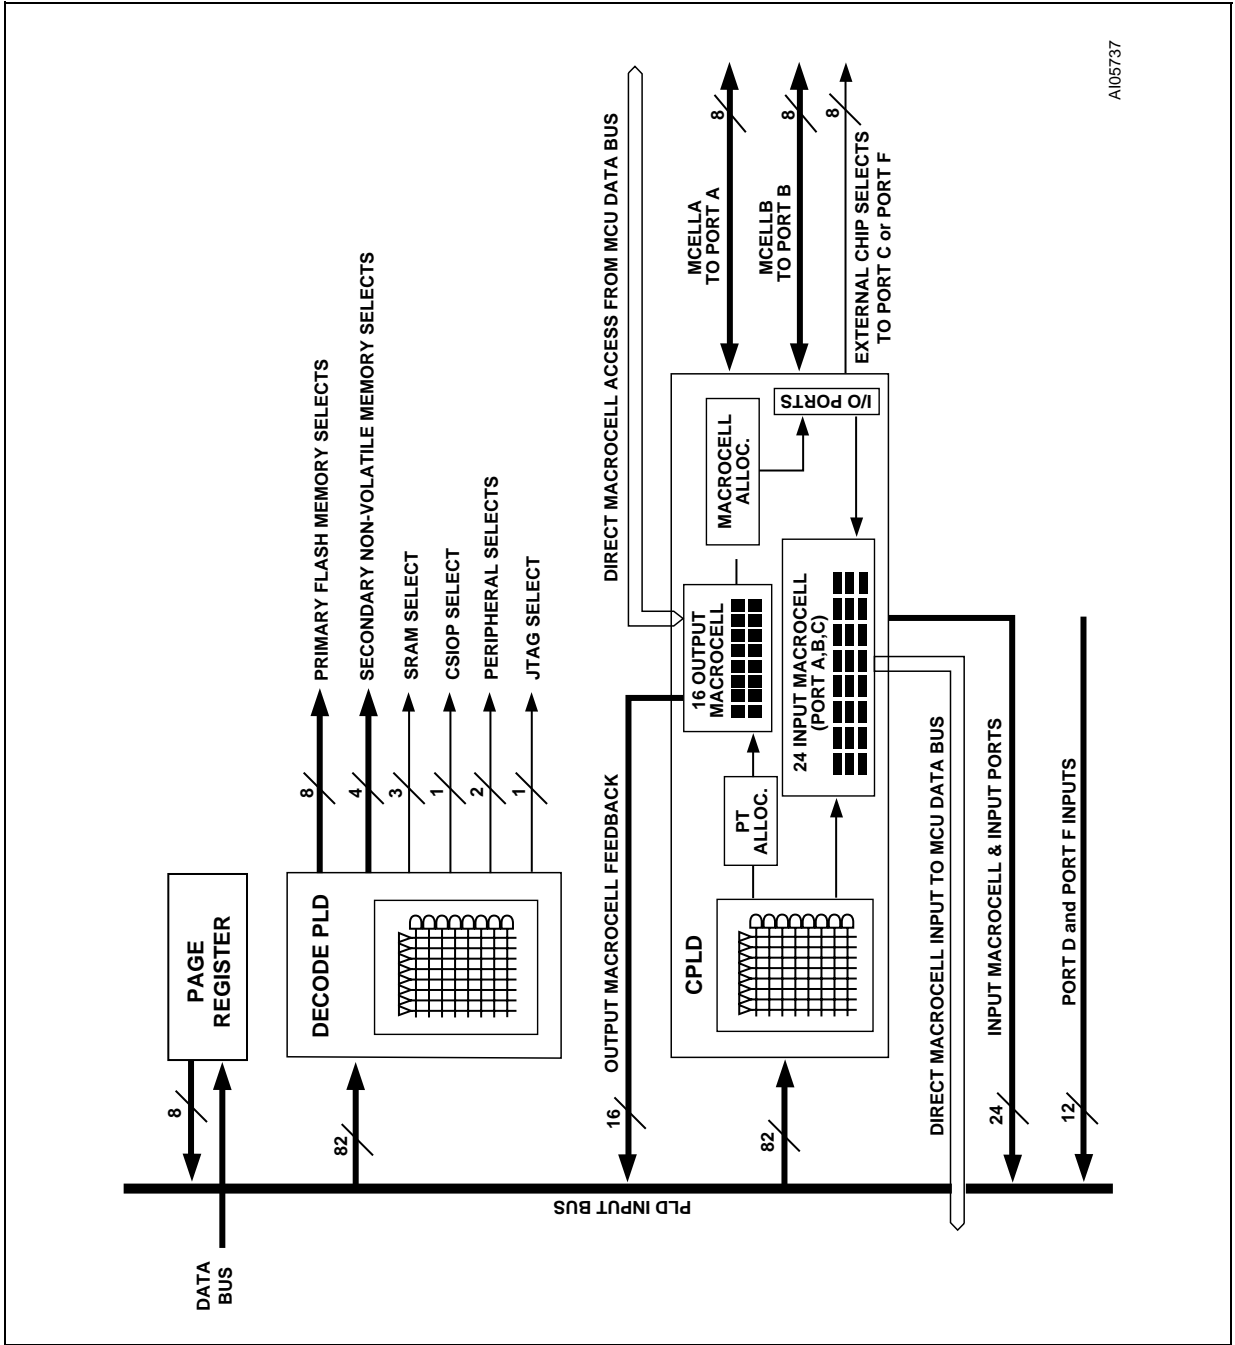 DATA
BUS
8
PAGE
REGISTER
PLD INPUT BUS
82
DECODE PLD
8
PRIMARY FLASH MEMORY SELECTS
4
SECONDARY NON-VOLATILE MEMORY SELECTS
3
SRAM SELECT
1
CSIOP SELECT
2
PERIPHERAL SELECTS
1
JTAG SELECT
16
OUTPUT MACROCELL FEEDBACK
DIRECT MACROCELL ACCESS FROM MCU DATA BUS
82
CPLD
PT
ALLOC.
16 OUTPUT
MACROCELL
MACROCELL
ALLOC.
I/O PORTS
24 INPUT MACROCELL
(PORT A,B,C)
MCELLA
TO PORT A
8
MCELLB
TO PORT B
8
EXTERNAL CHIP SELECTS
TO PORT C or PORT F
8
DIRECT MACROCELL INPUT TO MCU DATA BUS
24
INPUT MACROCELL & INPUT PORTS
12
PORT D and PORT F INPUTS
AI05737